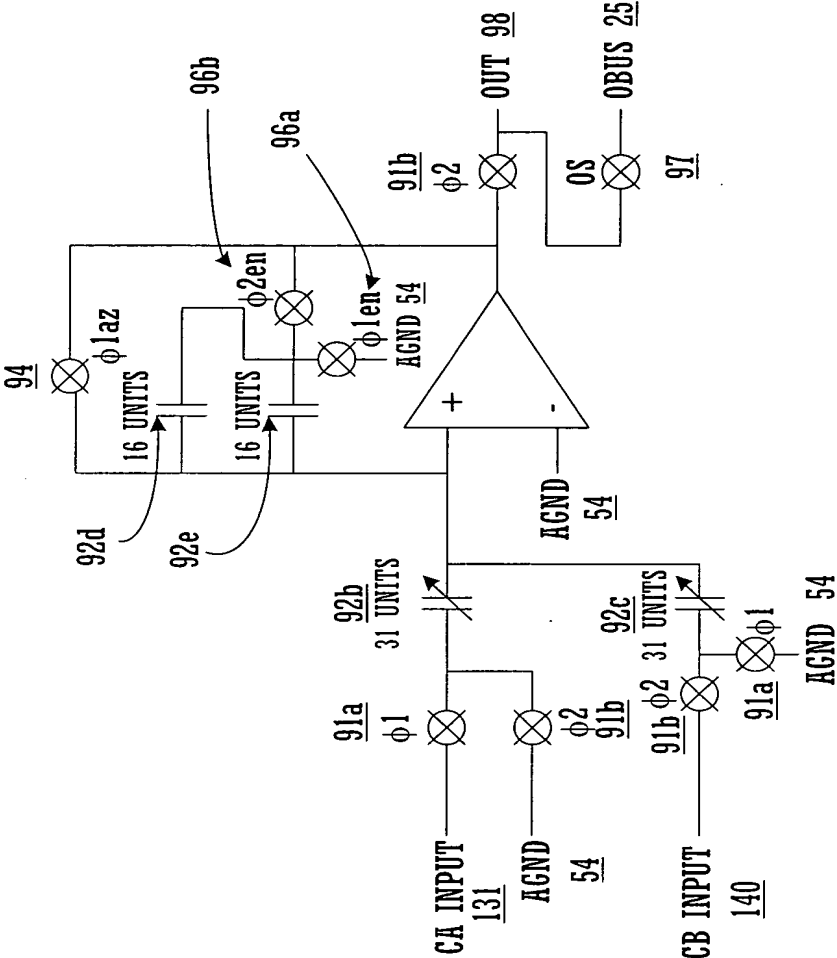 94
ϕ1az
16 UNITS
92d
16 UNITS
92e
ϕ2en
96b
ϕ1en
96a
AGND 54
+
-
AGND
54
91b
ϕ2
OUT 98
OS
97
OBUS 25
92b
31 UNITS
92c
31 UNITS
91a
ϕ1
ϕ2
91b
CA INPUT
131
AGND
54
ϕ2
91b
ϕ1
91a
AGND 54
CB INPUT
140